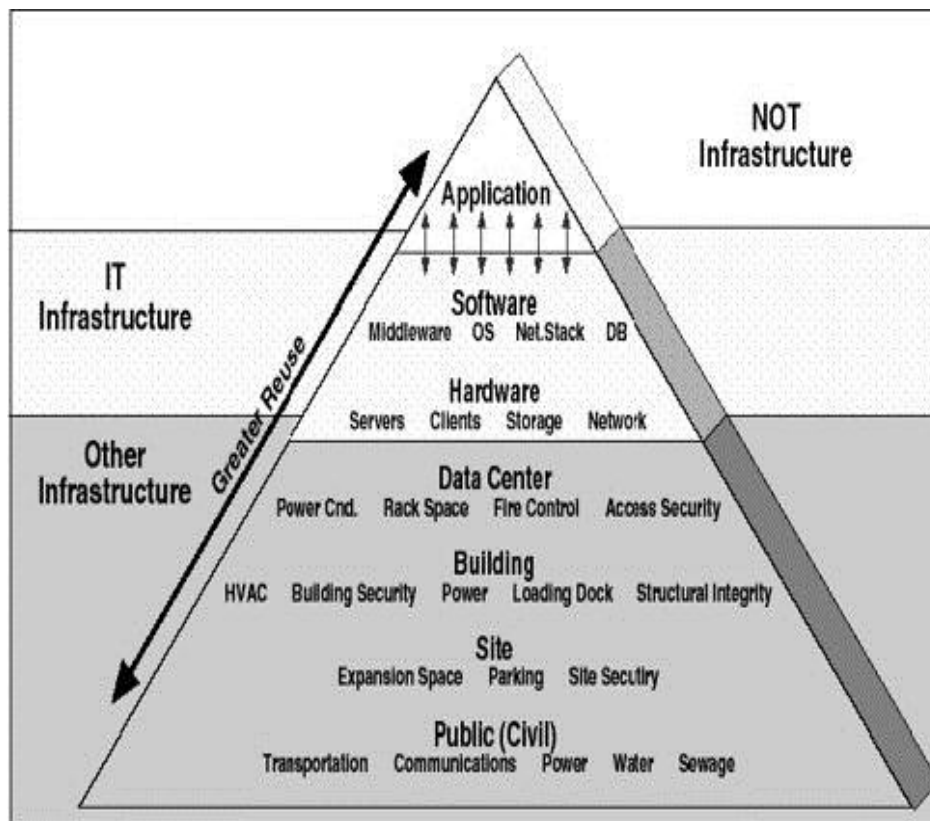 NOT
Infrastructure
Application
IT
Infrastructure
Software
Middleware OS Net.Stack DB
Greater Reuse
Hardware
Servers Clients Storage Network
Other
Infrastructure
Data Center
Power Cnd. Rack Space Fire Control Access Security
Building
HVAC Building Security Power Loading Dock Structural Integrity
Site
Expansion Space Parking Site Secutiry
Public (Civil)
Transportation Communications Power Water Sewage